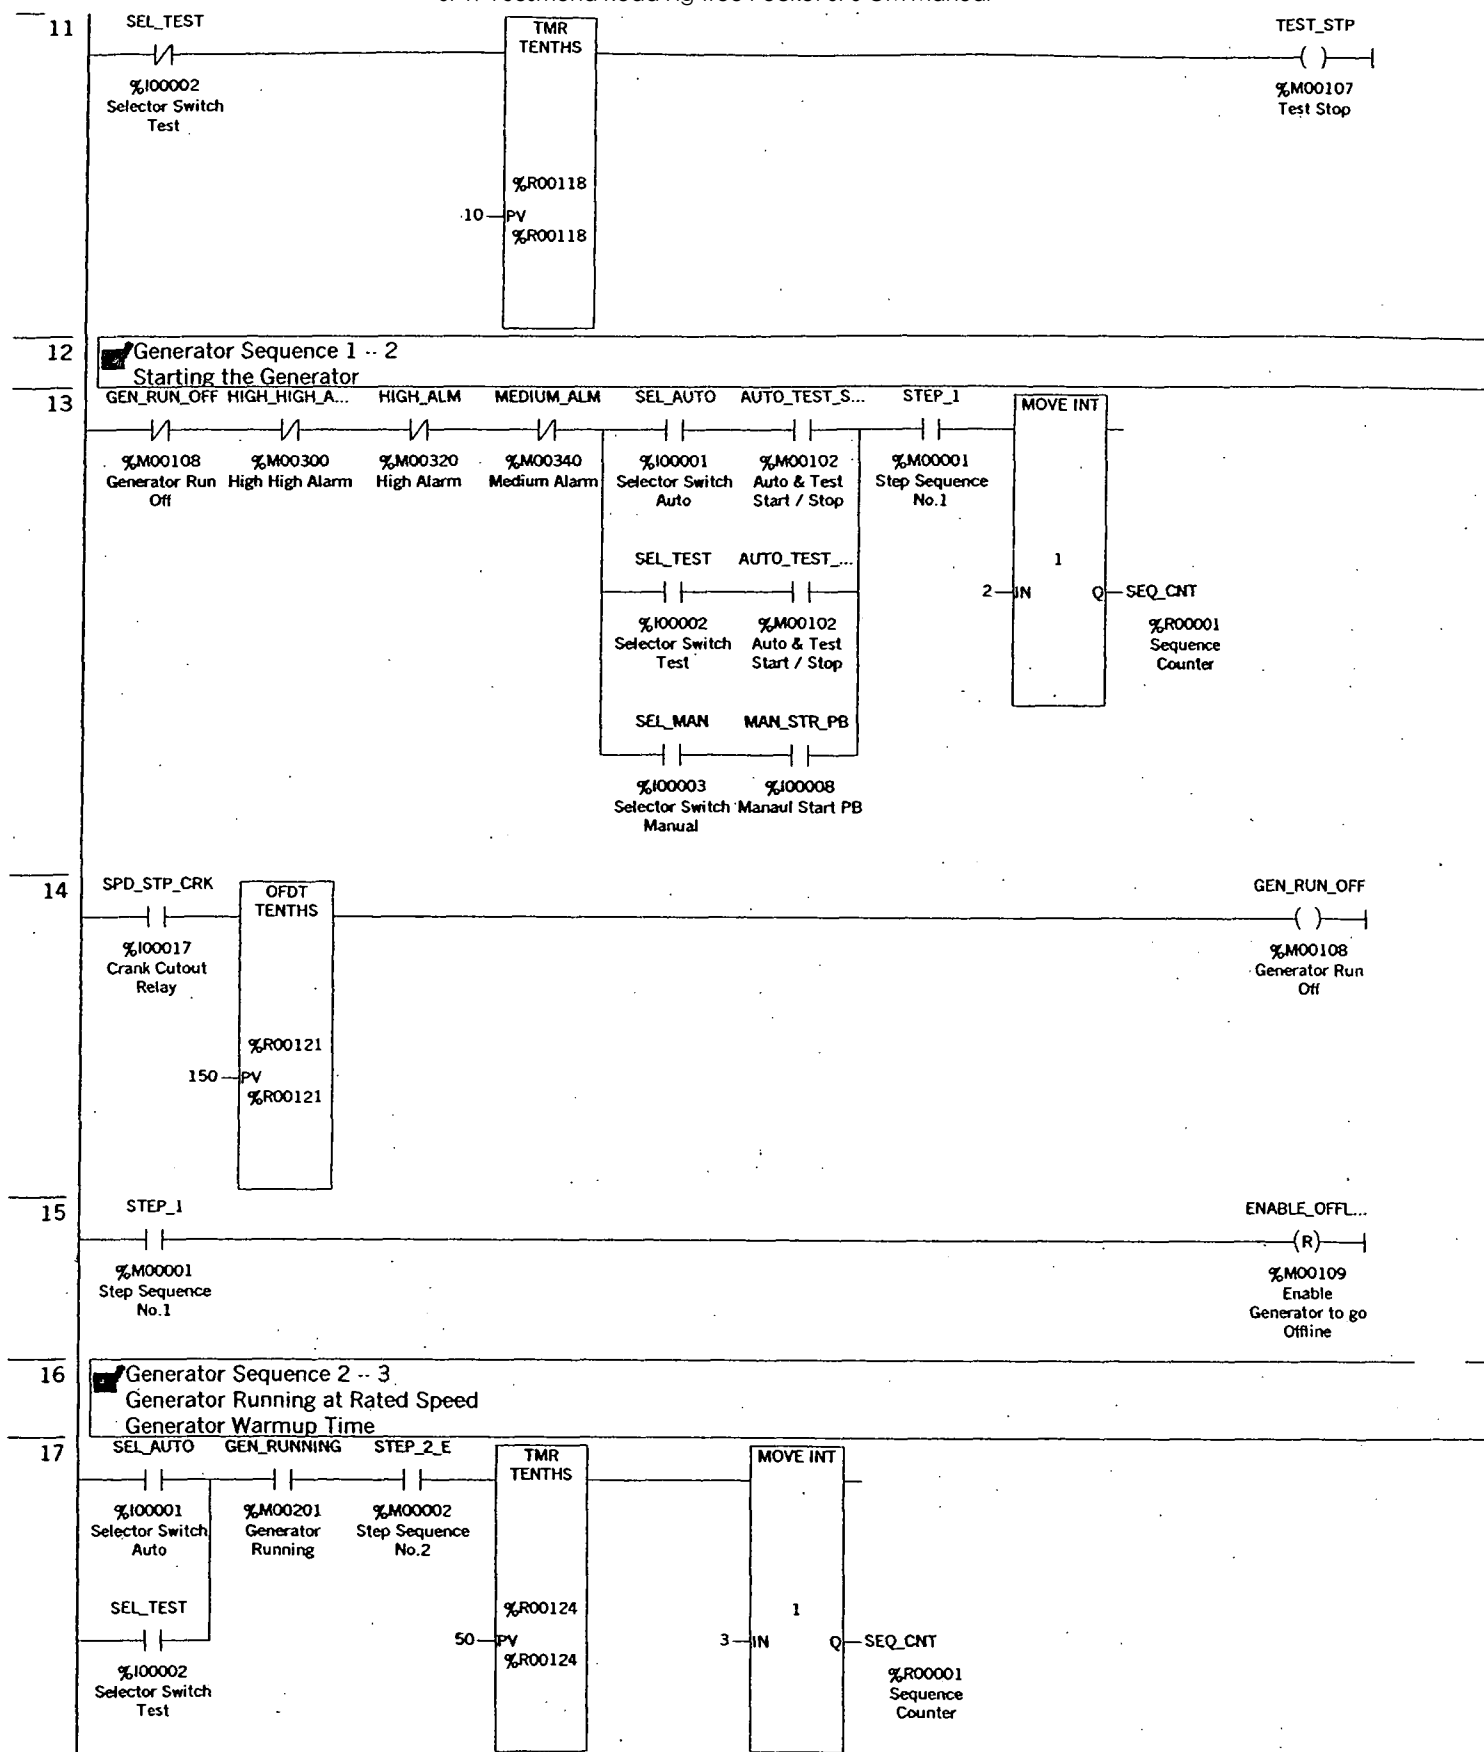 11
SEL_TEST
TMR
TENTHS
TEST_STP
%I00002
Selector Switch
Test
%M00107
Test Stop
%R00118
10 PV
%R00118
12
Generator Sequence 1 -- 2
Starting the Generator
13
GEN_RUN_OFF HIGH_HIGH_A... HIGH_ALM MEDIUM_ALM SEL_AUTO AUTO_TEST_S... STEP_1
MOVE INT
%M00108 %M00300 %M00320 %M00340 %I00001 %M00102 %M00001
Generator Run High High Alarm High Alarm Medium Alarm Selector Switch Auto & Test Step Sequence
Off Auto Start / Stop No.1
SEL_TEST AUTO_TEST_...
1
2 IN Q SEQ_CNT
%I00002 %M00102 %R00001
Selector Switch Auto & Test Sequence
Test Start / Stop Counter
SEL_MAN MAN_STR_PB
%I00003 %I00008
Selector Switch Manaul Start PB
Manual
14
SPD_STP_CRK
OFDT
TENTHS
GEN_RUN_OFF
%I00017
Crank Cutout
Relay
%M00108
Generator Run
Off
%R00121
150 PV
%R00121
15
STEP_1
ENABLE_OFFL...
(R)
%M00001
Step Sequence
No.1
%M00109
Enable
Generator to go
Offline
16
Generator Sequence 2 -- 3
Generator Running at Rated Speed
Generator Warmup Time
17
SEL_AUTO GEN_RUNNING STEP_2_E
TMR
TENTHS
MOVE INT
%I00001 %M00201 %M00002
Selector Switch Generator Step Sequence
Auto Running No.2
SEL_TEST
%R00124
1
50 PV
%R00124
3 IN Q SEQ_CNT
%I00002
Selector Switch
Test
%R00001
Sequence
Counter